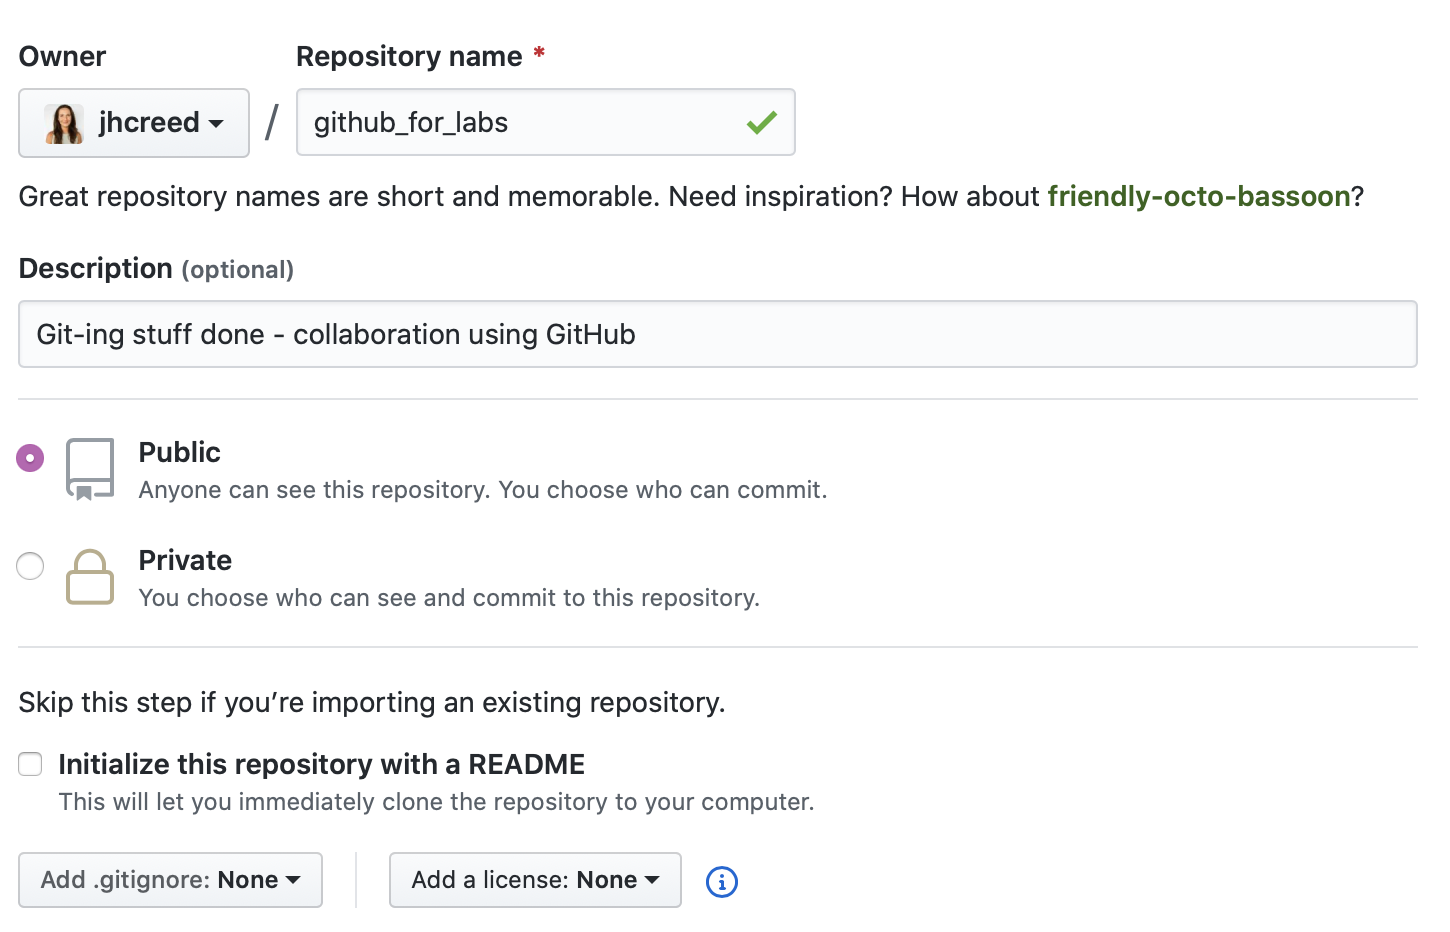 Owner
Repository name *
jhcreed / github_for_labs
Great repository names are short and memorable. Need inspiration? How about friendly-octo-bassoon?
Description (optional)
Git-ing stuff done - collaboration using GitHub
Public
Anyone can see this repository. You choose who can commit.
Private
You choose who can see and commit to this repository.
Skip this step if you’re importing an existing repository.
Initialize this repository with a README
This will let you immediately clone the repository to your computer.
Add .gitignore: None
Add a license: None